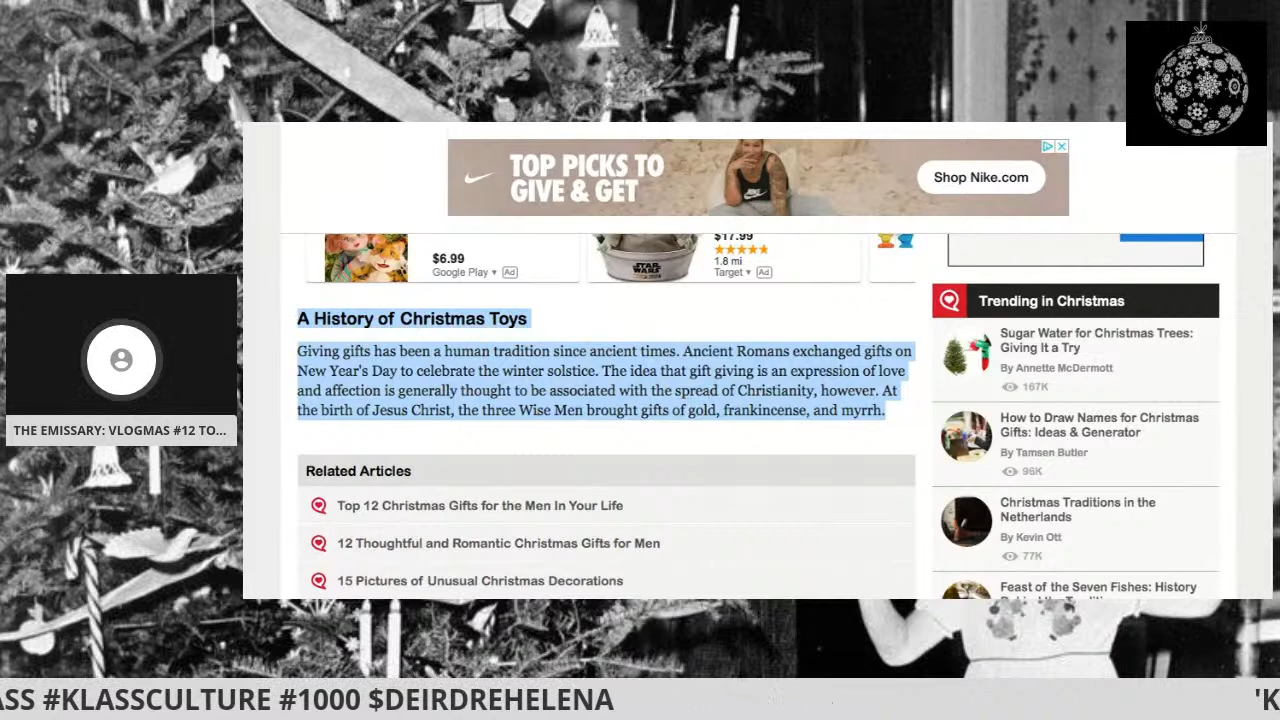 TOP PICKS TO
GIVE & GET
Shop Nike.com
$6.99
Google Play ▾ Ad
STAR
WARS
$17.99
1.8 mi
Target ▾ Ad
A History of Christmas Toys
Giving gifts has been a human tradition since ancient times. Ancient Romans exchanged gifts on
New Year's Day to celebrate the winter solstice. The idea that gift giving is an expression of love
and affection is generally thought to be associated with the spread of Christianity, however. At
the birth of Jesus Christ, the three Wise Men brought gifts of gold, frankincense, and myrrh.
Related Articles
Top 12 Christmas Gifts for the Men In Your Life
12 Thoughtful and Romantic Christmas Gifts for Men
15 Pictures of Unusual Christmas Decorations
Trending in Christmas
Sugar Water for Christmas Trees:
Giving It a Try
By Annette McDermott
167K
How to Draw Names for Christmas
Gifts: Ideas & Generator
By Tamsen Butler
96K
Christmas Traditions in the
Netherlands
By Kevin Ott
77K
Feast of the Seven Fishes: History
THE EMISSARY: VLOGMAS #12 TO...
ASS #KLASSCULTURE #1000 $DEIRDREHELENA
'K